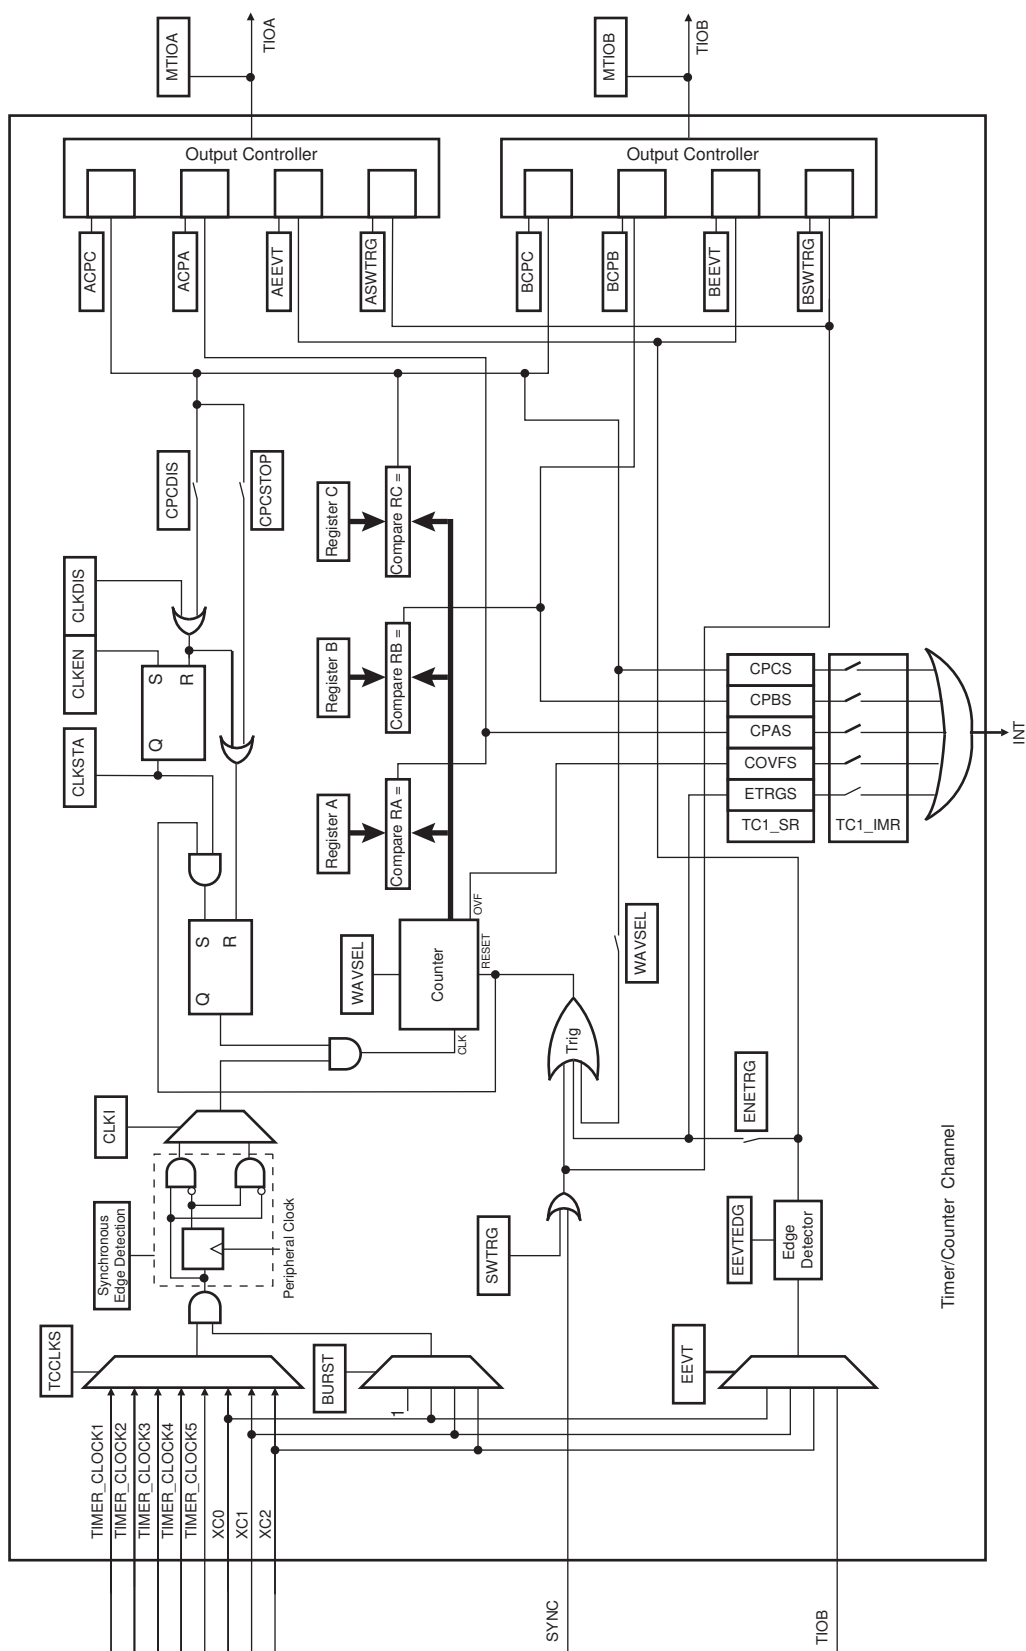 MTIOA
TIOA
MTIOB
TIOB
Output Controller
Output Controller
ACPC
ACPA
AEEVT
ASWTRG
BCPC
BCPB
BEEVT
BSWTRG
CPCDIS
CPCSTOP
Register C
Compare RC =
CLKDIS
CLKEN
CLKSTA
S
R
Q
Register B
Compare RB =
Register A
Compare RA =
CPCS
CPBS
CPAS
COVFS
ETRGS
TC1_SR
TC1_IMR
INT
S
R
Q
WAVSEL
Counter
OVF
RESET
CLK
WAVSEL
Trig
ENETRG
CLKI
Synchronous
Edge Detection
Peripheral Clock
SWTRG
EEVTEDG
Edge
Detector
Timer/Counter Channel
TCCLKS
BURST
1
EEVT
TIMER_CLOCK1
TIMER_CLOCK2
TIMER_CLOCK3
TIMER_CLOCK4
TIMER_CLOCK5
XC0
XC1
XC2
SYNC
TIOB